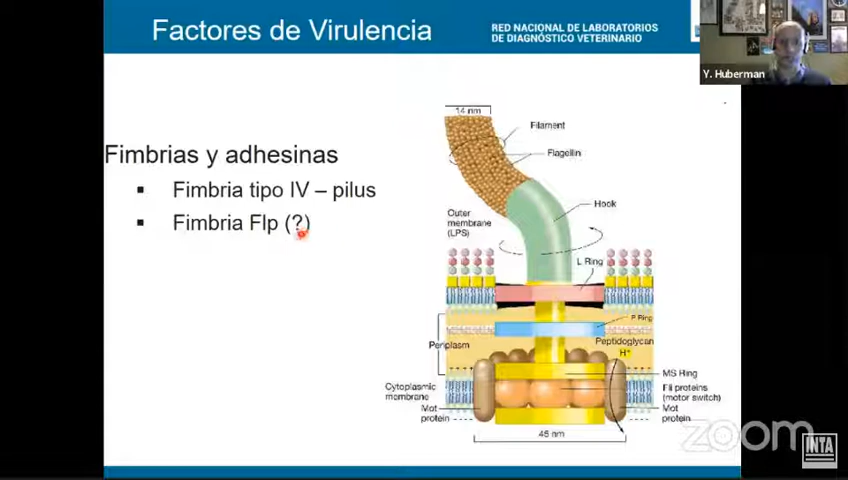 Factores de Virulencia
RED NACIONAL DE LABORATORIOS
DE DIAGNÓSTICO VETERINARIO
Y. Huberman
Fimbrias y adhesinas
Fimbria tipo IV – pilus
Fimbria Flp (?)
14 nm
Filament
Flagellin
Hook
Outer
membrane
(LPS)
L Ring
P Ring
Periplasm
Peptidoglycan
H+
MS Ring
Cytoplasmic
membrane
Fli proteins
(motor switch)
Mot
protein
Mot
protein
45 nm
zoom
INTA